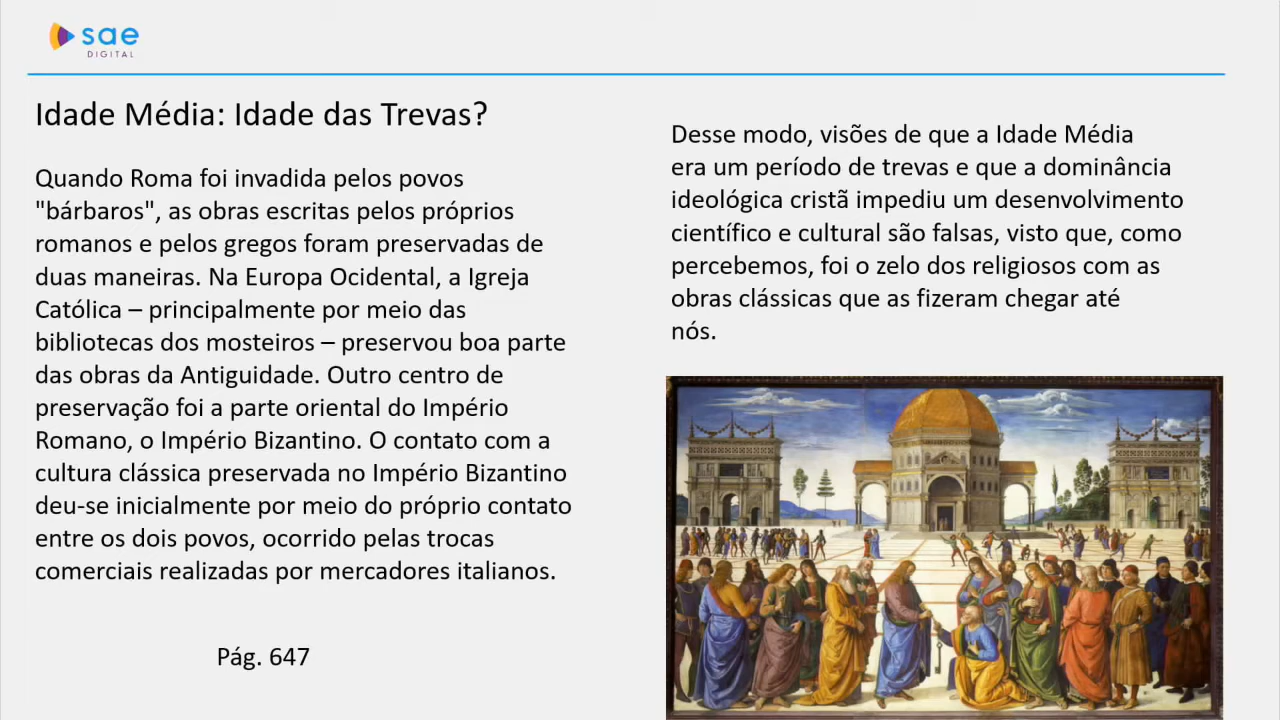 sae
DIGITAL
Idade Média: Idade das Trevas?
Quando Roma foi invadida pelos povos
"bárbaros", as obras escritas pelos próprios
romanos e pelos gregos foram preservadas de
duas maneiras. Na Europa Ocidental, a Igreja
Católica – principalmente por meio das
bibliotecas dos mosteiros – preservou boa parte
das obras da Antiguidade. Outro centro de
preservação foi a parte oriental do Império
Romano, o Império Bizantino. O contato com a
cultura clássica preservada no Império Bizantino
deu-se inicialmente por meio do próprio contato
entre os dois povos, ocorrido pelas trocas
comerciais realizadas por mercadores italianos.
Pág. 647
Desse modo, visões de que a Idade Média
era um período de trevas e que a dominância
ideológica cristã impediu um desenvolvimento
científico e cultural são falsas, visto que, como
percebemos, foi o zelo dos religiosos com as
obras clássicas que as fizeram chegar até
nós.